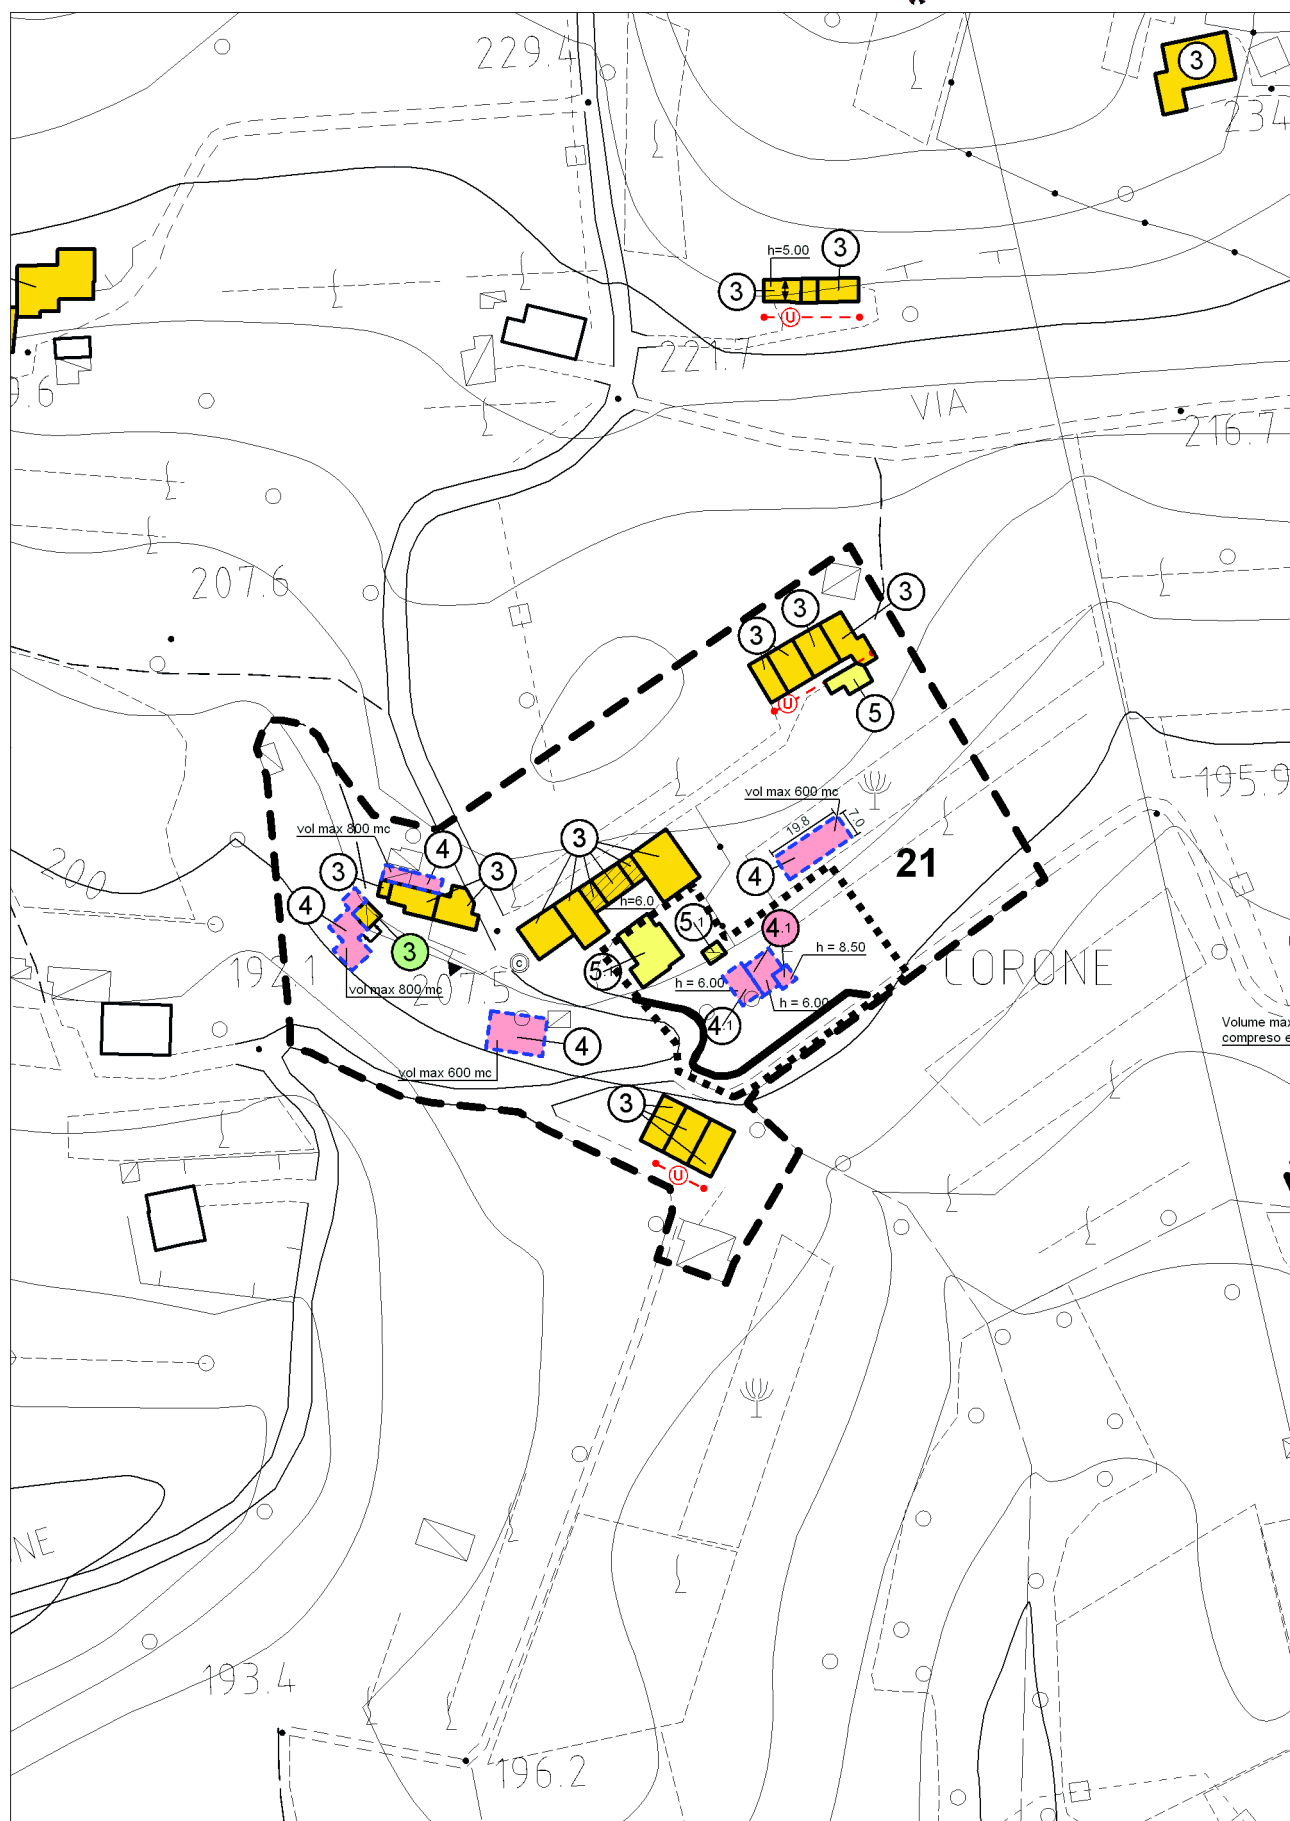 229.4
3
234
h=5.00
3
3
U
221.7
9.6
VIA
216.7
207.6
3
3
3
5
U
195.9
vol max 600 mc
19.8
7.0
4
21
vol max 800 mc
4
3
3
3
200
4
3
h=6.0
5.1
4.1
h = 8.50
CORONE
192.1
vol max 800 mc
207.5
c
h = 6.00
h = 6.00
4.1
4
vol max 600 mc
Volume max
compreso e
3
U
NE
193.4
196.2